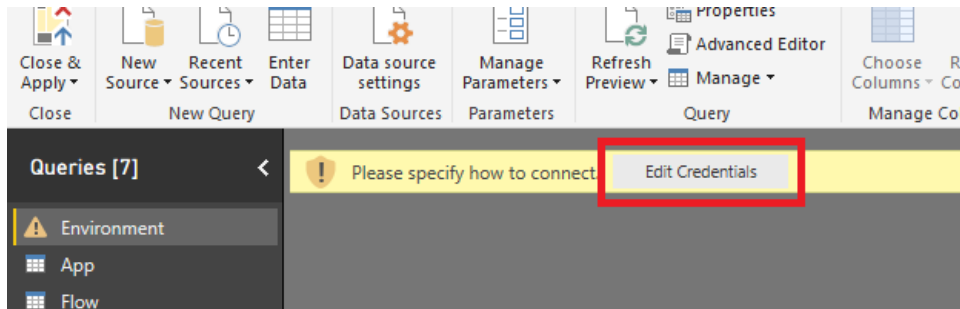 Properties
Advanced Editor
Close &
Apply
New
Source
Recent
Sources
Enter
Data
Data source
settings
Manage
Parameters
Refresh
Preview
Manage
Choose
Columns
Close
New Query
Data Sources
Parameters
Query
Manage Co
Queries [7]
Please specify how to connect.
Edit Credentials
Environment
App
Flow